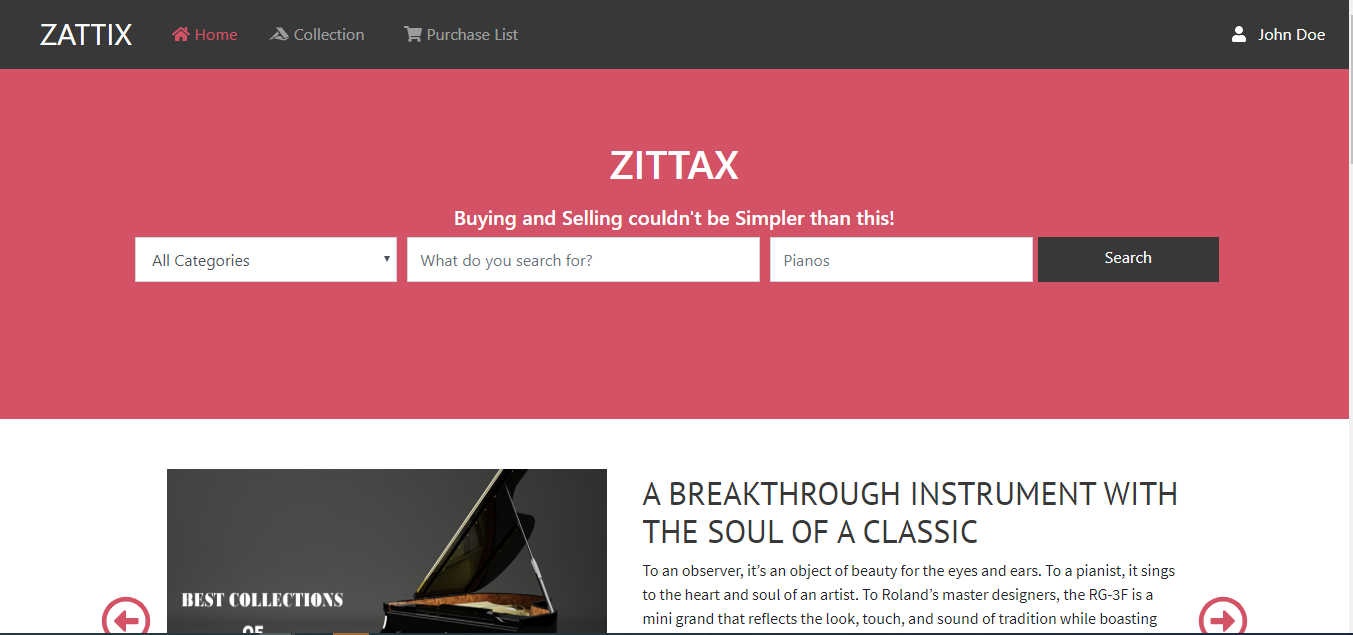 ZATTIX
Home
Collection
Purchase List
John Doe
ZITTAX
Buying and Selling couldn't be Simpler than this!
All Categories
What do you search for?
Pianos
Search
BEST COLLECTIONS
OF
A BREAKTHROUGH INSTRUMENT WITH
THE SOUL OF A CLASSIC
To an observer, it’s an object of beauty for the eyes and ears. To a pianist, it sings
to the heart and soul of an artist. To Roland’s master designers, the RG-3F is a
mini grand that reflects the look, touch, and sound of tradition while boasting